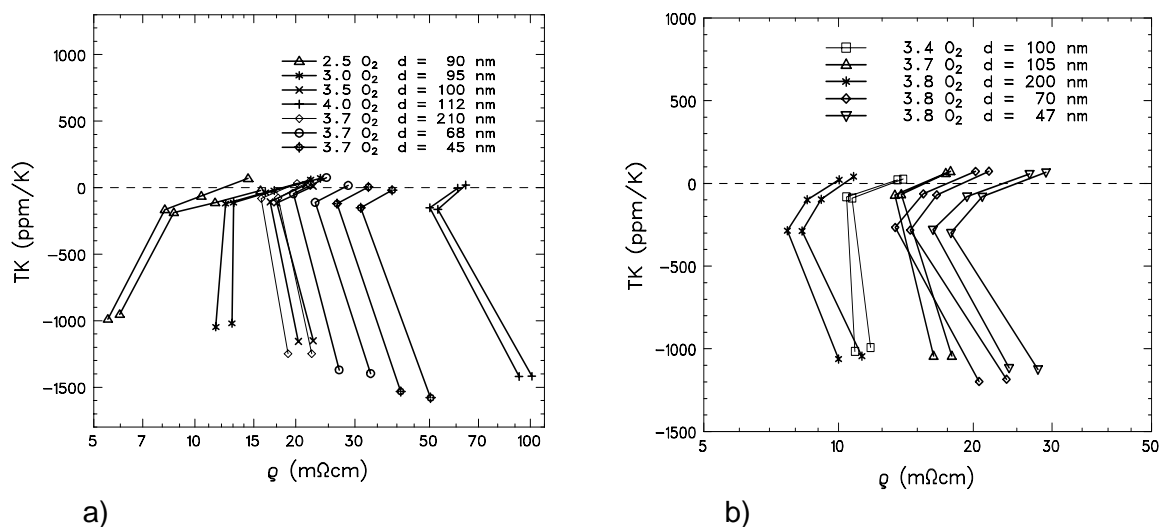 1000
500
0
−500
−1000
−1500
TK (ppm/K)
2.5 O₂ d = 90 nm
3.0 O₂ d = 95 nm
3.5 O₂ d = 100 nm
4.0 O₂ d = 112 nm
3.7 O₂ d = 210 nm
3.7 O₂ d = 68 nm
3.7 O₂ d = 45 nm
5 7 10 15 20 30 50 70 100
ϱ (mΩcm)
a)
1000
500
0
−500
−1000
−1500
TK (ppm/K)
3.4 O₂ d = 100 nm
3.7 O₂ d = 105 nm
3.8 O₂ d = 200 nm
3.8 O₂ d = 70 nm
3.8 O₂ d = 47 nm
5 10 20 30 50
ϱ (mΩcm)
b)